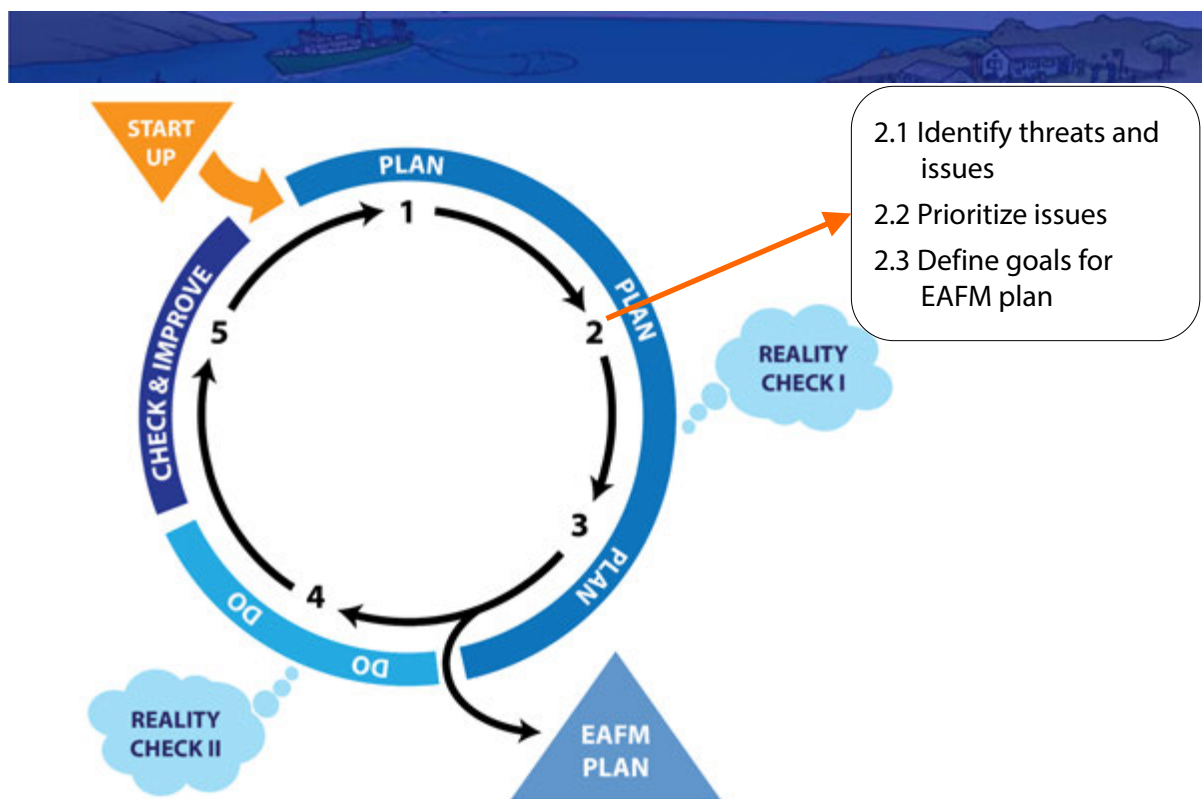 START
UP
PLAN
1
2.1 Identify threats and
issues
2.2 Prioritize issues
2.3 Define goals for
EAFM plan
PLAN
2
REALITY
CHECK I
5
CHECK & IMPROVE
3
PLAN
4
DO
DO
REALITY
CHECK II
EAFM
PLAN